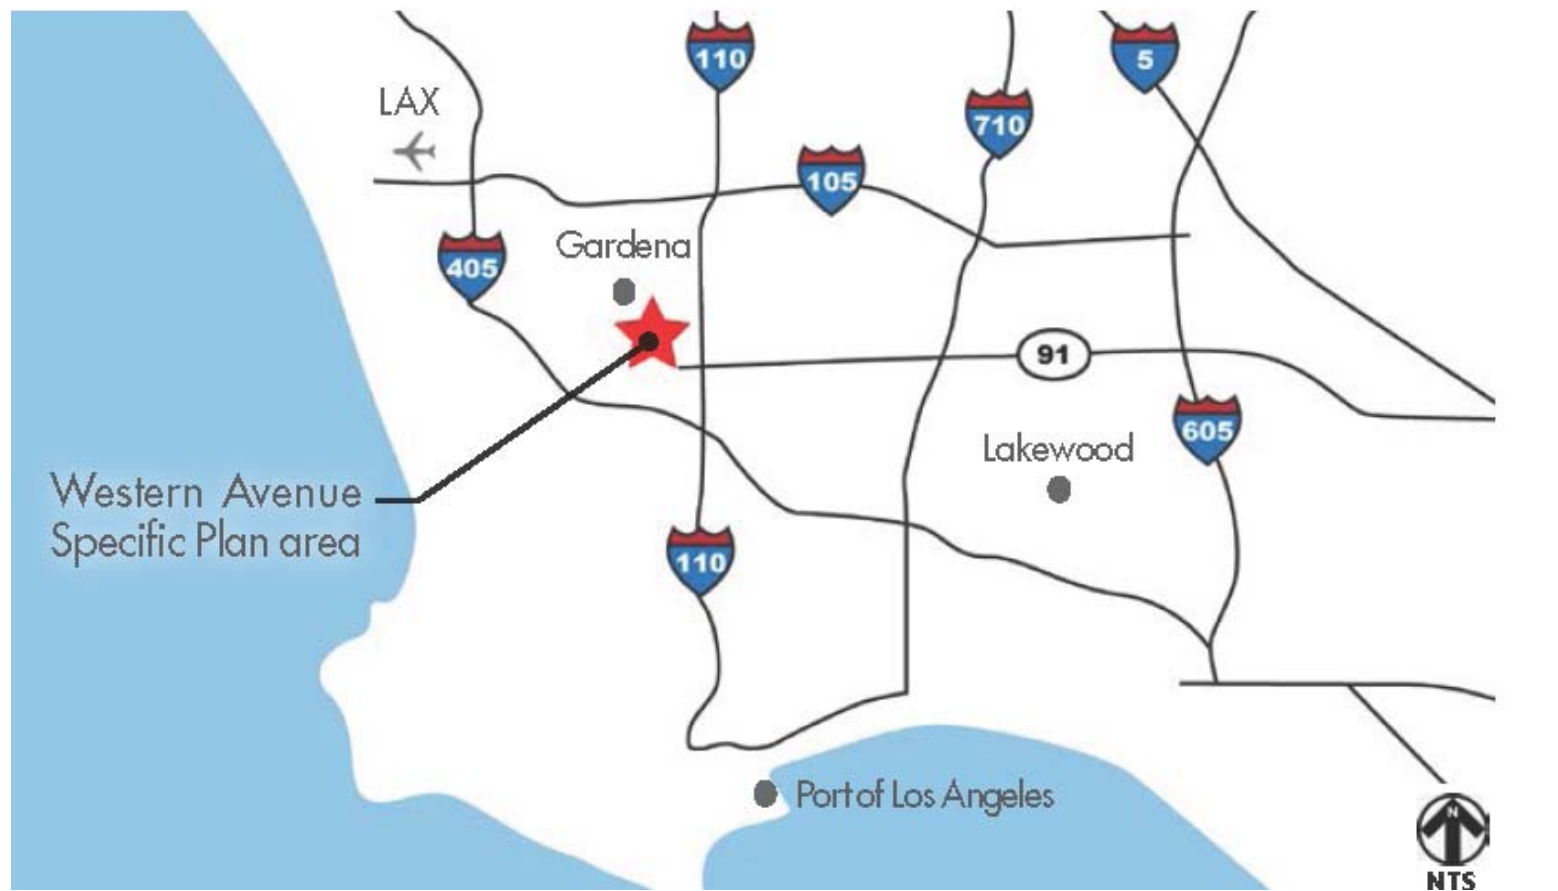 110
5
LAX
710
105
Gardena
405
91
605
Lakewood
Western Avenue
Specific Plan area
110
Port of Los Angeles
N
NTS